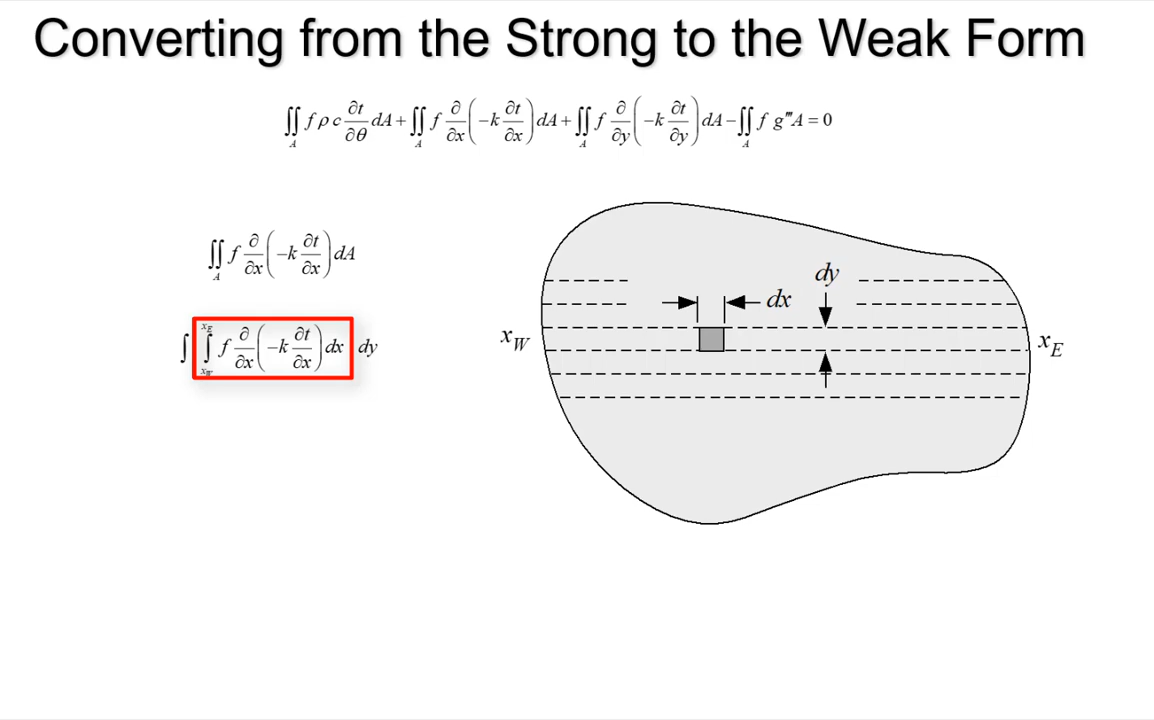 Converting from the Strong to the Weak Form
∬_A f ρ c ∂t/∂θ dA + ∬_A f ∂/∂x (−k ∂t/∂x) dA + ∬_A f ∂/∂y (−k ∂t/∂y) dA − ∬_A f g‴A = 0
∬_A f ∂/∂x (−k ∂t/∂x) dA
dy
dx
∫ ∫_{x_W}^{x_E} f ∂/∂x (−k ∂t/∂x) dx dy
x_W
x_E